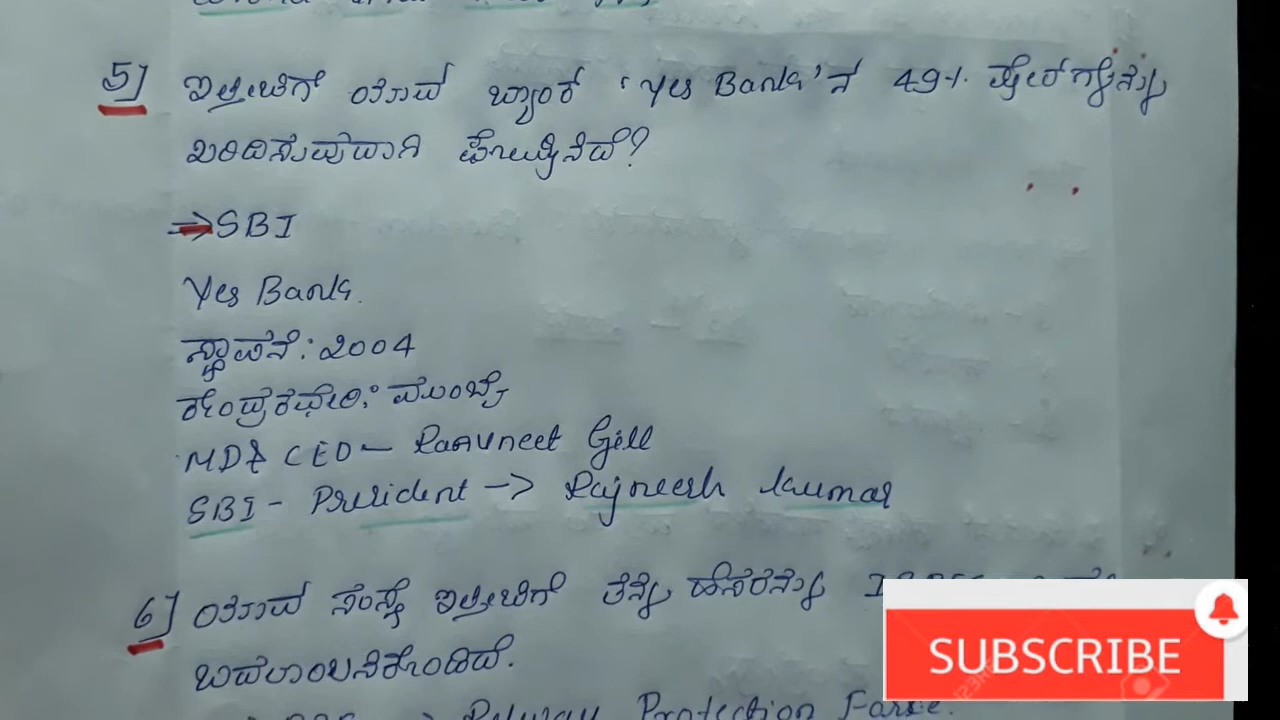 5] ಇತ್ತೀಚಿಗೆ ಯಾವ ಬ್ಯಾಂಕ್ 'Yes Bank'ನ 49% ಷೇರ್‌ಗಳನ್ನು
ಖರಿದಿಸುವುದಾಗಿ ಘೋಷಿಸಿದೆ?
⇒ SBI
Yes Bank.
ಸ್ಥಾಪನೆ: 2004
ಕೇಂದ್ರಕಛೇರಿ: ಮುಂಬೈ
MD& CEO - Ravneet Gill
SBI - President -> Rajneesh kumar
6] ಯಾವ ಸಂಸ್ಥೆ ಇತ್ತೀಚಿಗೆ ತನ್ನ ಹೆಸರನ್ನು
ಬದಲಾಯಿಸಿಕೊಂಡಿದೆ.
Protection Force.
SUBSCRIBE